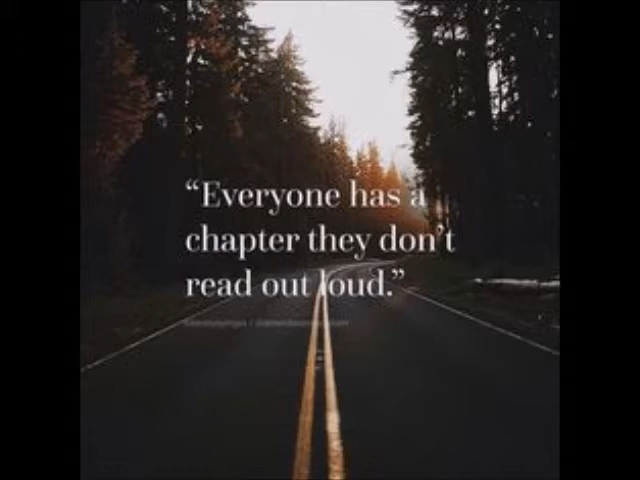 “Everyone has a
chapter they don’t
read out loud.”